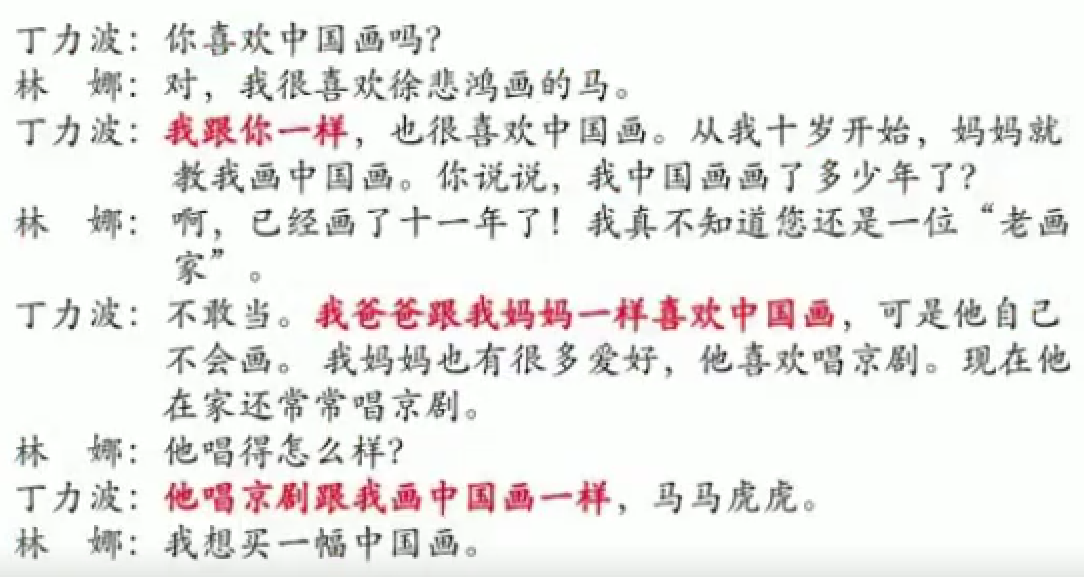 丁力波：你喜欢中国画吗？
林　娜：对，我很喜欢徐悲鸿画的马。
丁力波：我跟你一样，也很喜欢中国画。从我十岁开始，妈妈就
教我画中国画。你说说，我中国画画了多少年了？
林　娜：啊，已经画了十一年了！我真不知道您还是一位“老画
家”。
丁力波：不敢当。我爸爸跟我妈妈一样喜欢中国画，可是他自己
不会画。我妈妈也有很多爱好，他喜欢唱京剧。现在他
在家还常常唱京剧。
林　娜：他唱得怎么样？
丁力波：他唱京剧跟我画中国画一样，马马虎虎。
林　娜：我想买一幅中国画。